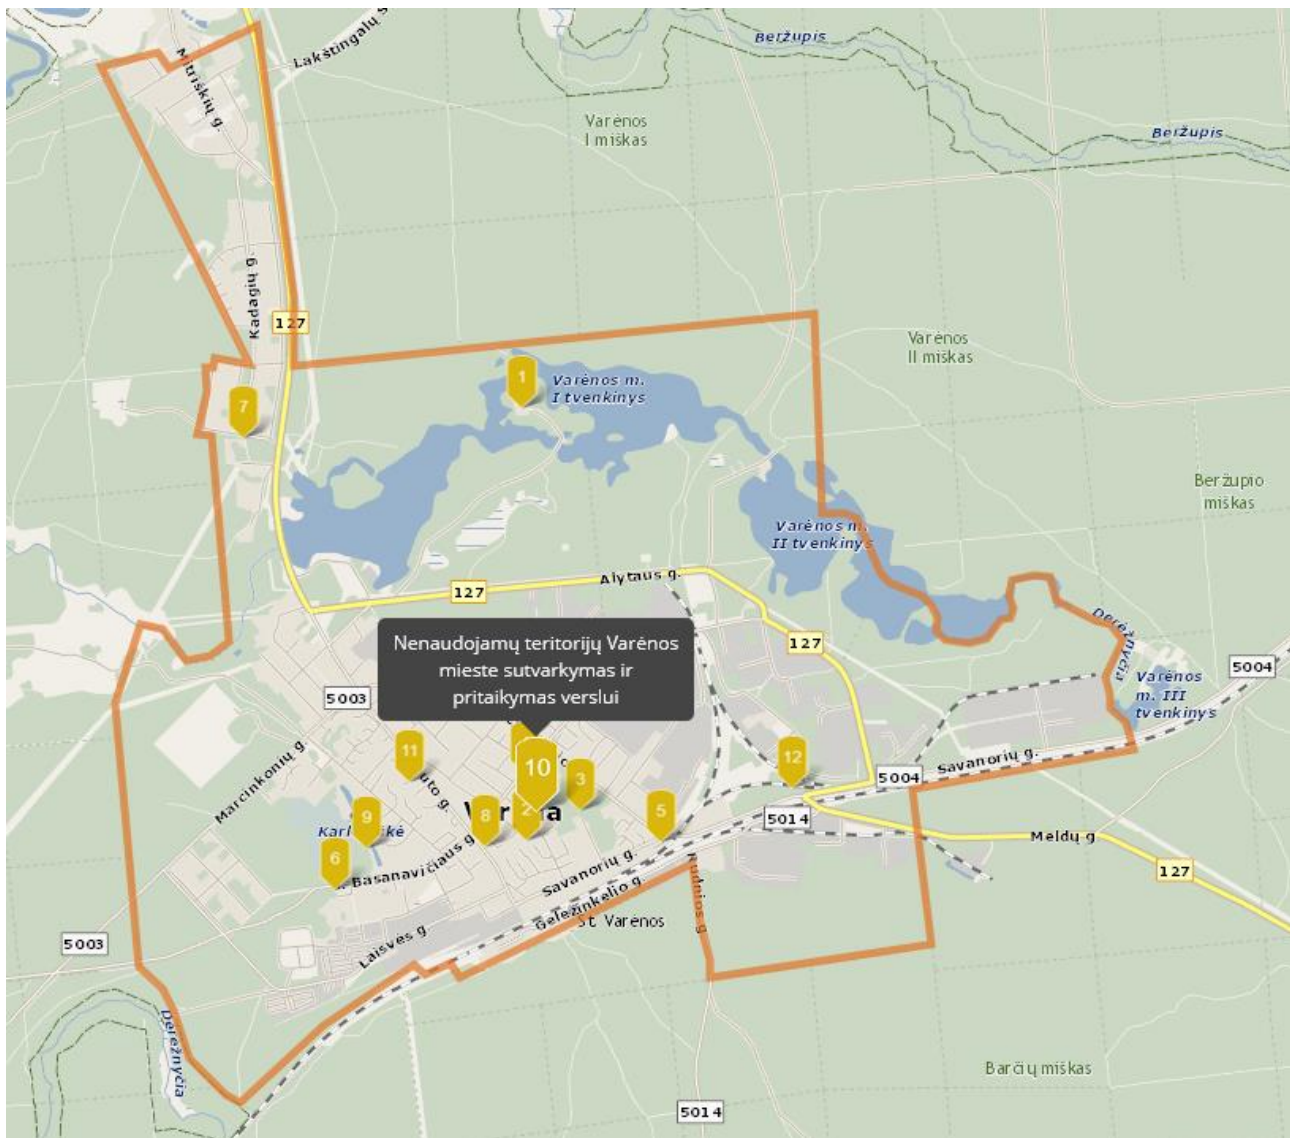 Beržupis
Lakštingalų g.
Mitriškių g.
Varėnos
I miškas
Beržupis
Kadagių g.
127
Varėnos
II miškas
1
Varėnos m.
I tvenkinys
7
Beržupio
miškas
Varėnos m.
II tvenkinys
Alytaus g.
127
Derėžnyčia
Nenaudojamų teritorijų Varėnos
mieste sutvarkymas ir
pritaikymas verslui
127
5004
Varėnos
m. III
tvenkinys
5003
11
12
Savanorių g.
5004
Marcinkonių g.
10
3
9
8
2
5
5014
Meldų g
6
Basanavičiaus g
Savanorių g.
127
Geležinkelio g.
Rudnios g
St. Varėnos
5003
Laisvės g
Derežnyčia
Barčių miškas
5014